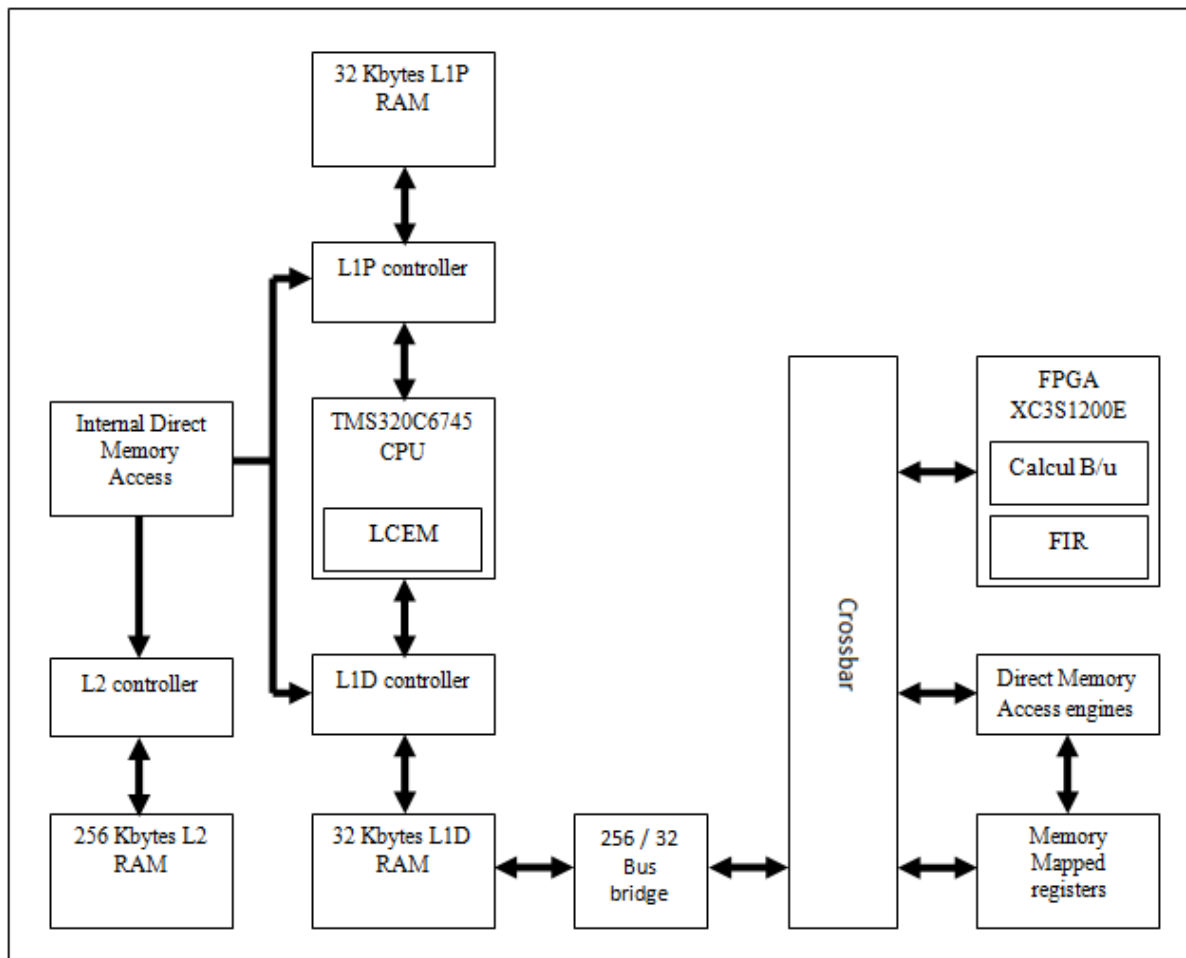 32 Kbytes L1P
RAM
L1P controller
Internal Direct
Memory
Access
TMS320C6745
CPU
LCEM
L2 controller
L1D controller
256 Kbytes L2
RAM
32 Kbytes L1D
RAM
256 / 32
Bus
bridge
Crossbar
FPGA
XC3S1200E
Calcul B/u
FIR
Direct Memory
Access engines
Memory
Mapped
registers